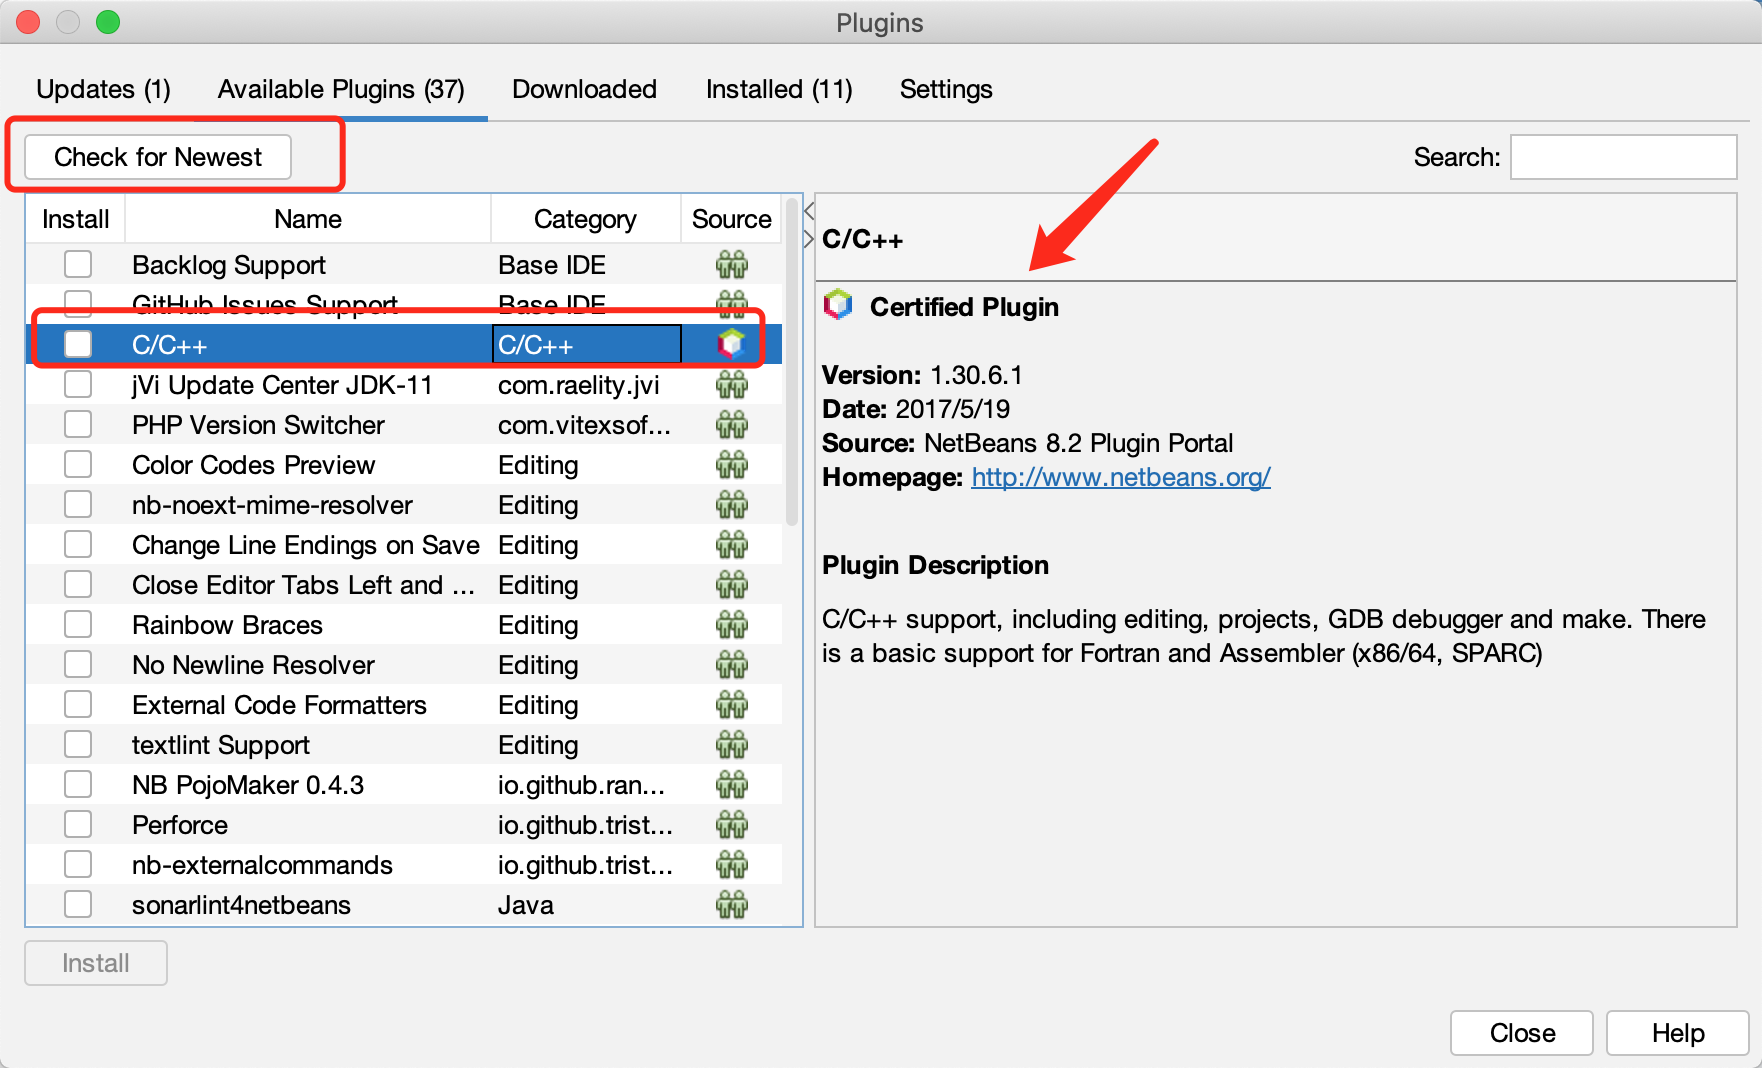 Plugins
Updates (1) Available Plugins (37) Downloaded Installed (11) Settings
Check for Newest
Search:
Install Name Category Source
Backlog Support Base IDE
GitHub Issues Support Base IDE
C/C++ C/C++
jVi Update Center JDK-11 com.raelity.jvi
PHP Version Switcher com.vitexsof...
Color Codes Preview Editing
nb-noext-mime-resolver Editing
Change Line Endings on Save Editing
Close Editor Tabs Left and ... Editing
Rainbow Braces Editing
No Newline Resolver Editing
External Code Formatters Editing
textlint Support Editing
NB PojoMaker 0.4.3 io.github.ran...
Perforce io.github.trist...
nb-externalcommands io.github.trist...
sonarlint4netbeans Java
C/C++
Certified Plugin
Version: 1.30.6.1
Date: 2017/5/19
Source: NetBeans 8.2 Plugin Portal
Homepage: http://www.netbeans.org/
Plugin Description
C/C++ support, including editing, projects, GDB debugger and make. There
is a basic support for Fortran and Assembler (x86/64, SPARC)
Install
Close Help